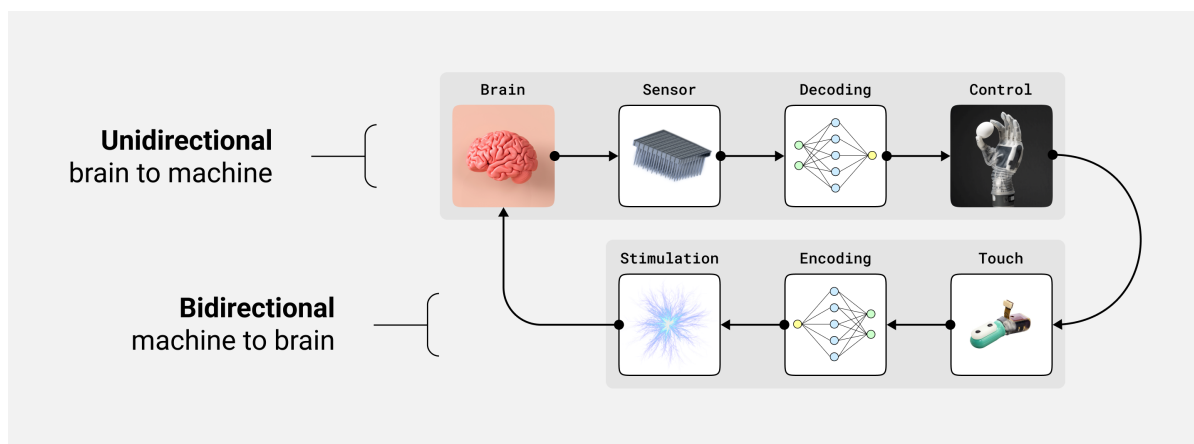 Brain
Sensor
Decoding
Control
Unidirectional
brain to machine
Stimulation
Encoding
Touch
Bidirectional
machine to brain